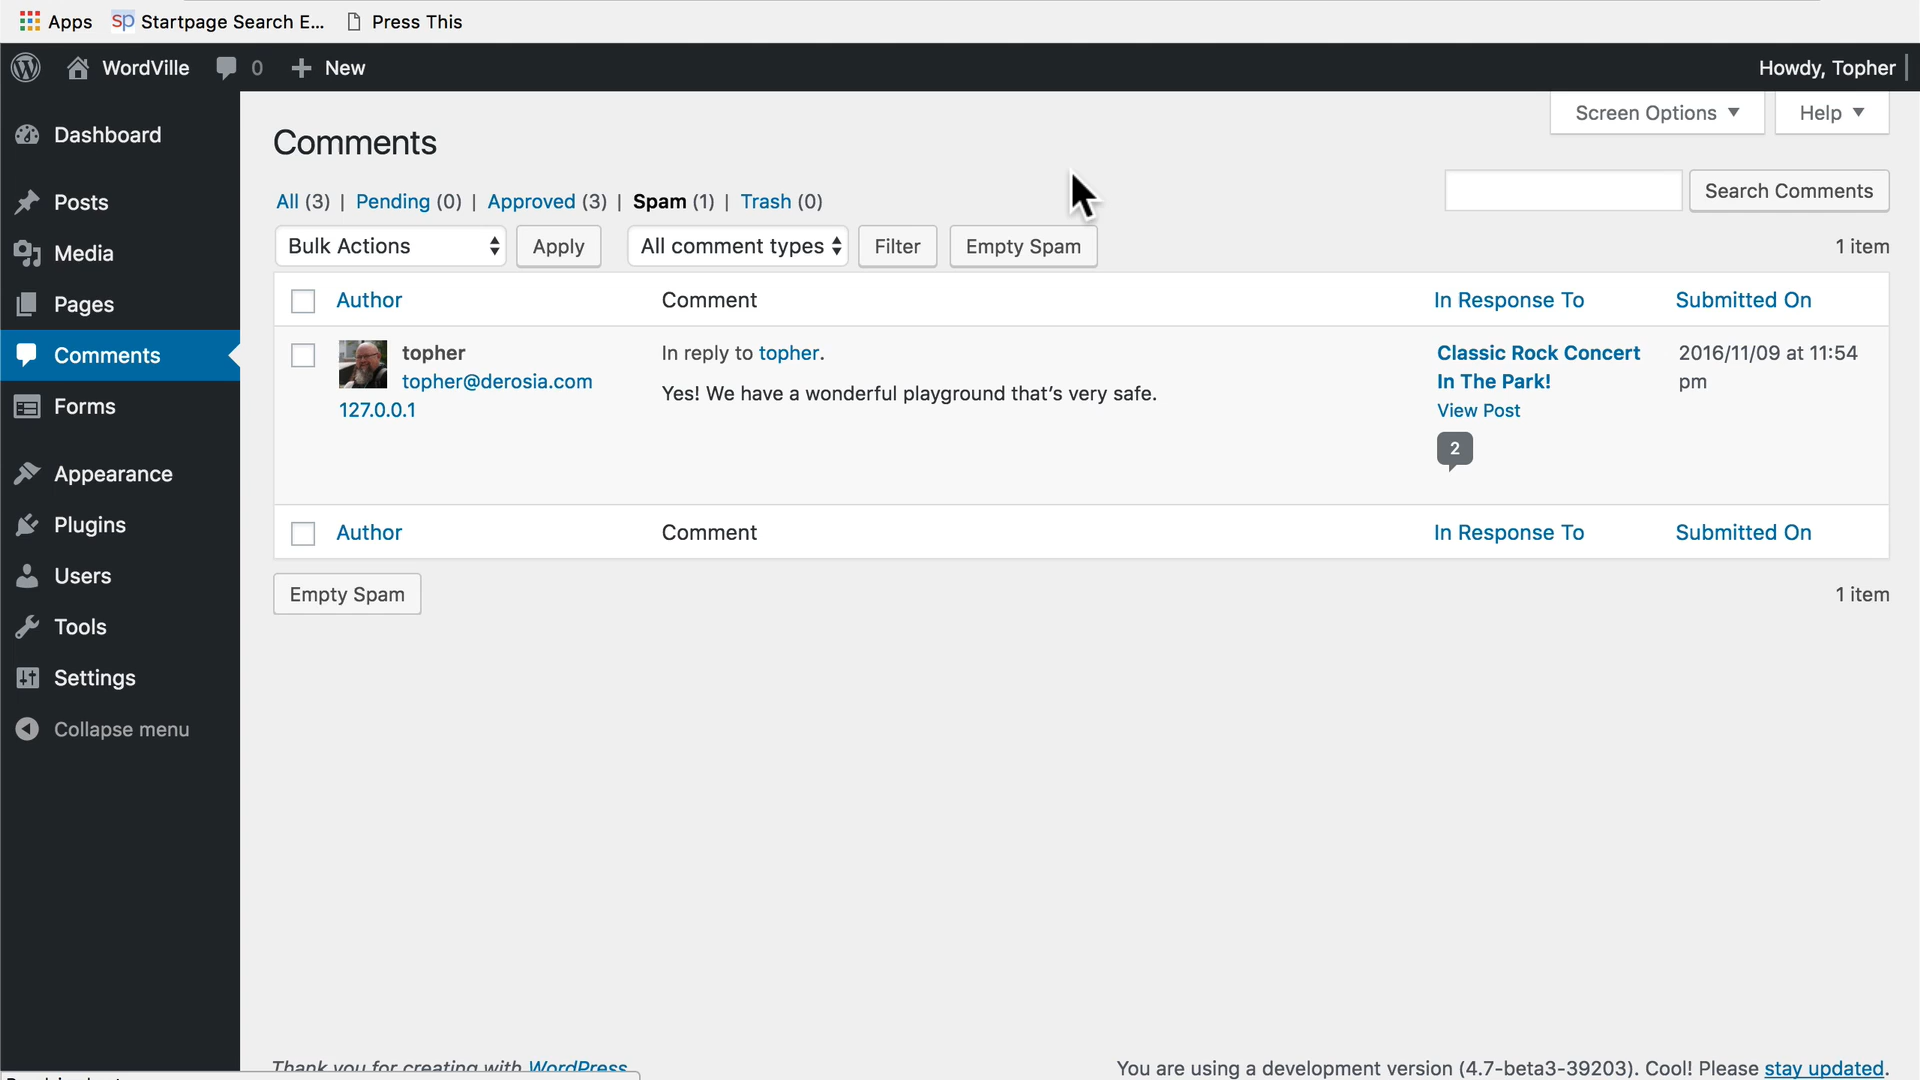 Apps
Startpage Search E...
Press This
WordVille 0 New Howdy, Topher
Screen Options Help
Dashboard
Posts
Media
Pages
Comments
Forms
Appearance
Plugins
Users
Tools
Settings
Collapse menu
Comments
All (3) | Pending (0) | Approved (3) | Spam (1) | Trash (0)
Search Comments
Bulk Actions Apply All comment types Filter Empty Spam 1 item
Author Comment In Response To Submitted On
topher
topher@derosia.com
127.0.0.1
In reply to topher.
Yes! We have a wonderful playground that’s very safe.
Classic Rock Concert
In The Park!
View Post
2
2016/11/09 at 11:54
pm
Author Comment In Response To Submitted On
Empty Spam 1 item
Thank you for creating with WordPress
You are using a development version (4.7-beta3-39203). Cool! Please stay updated.